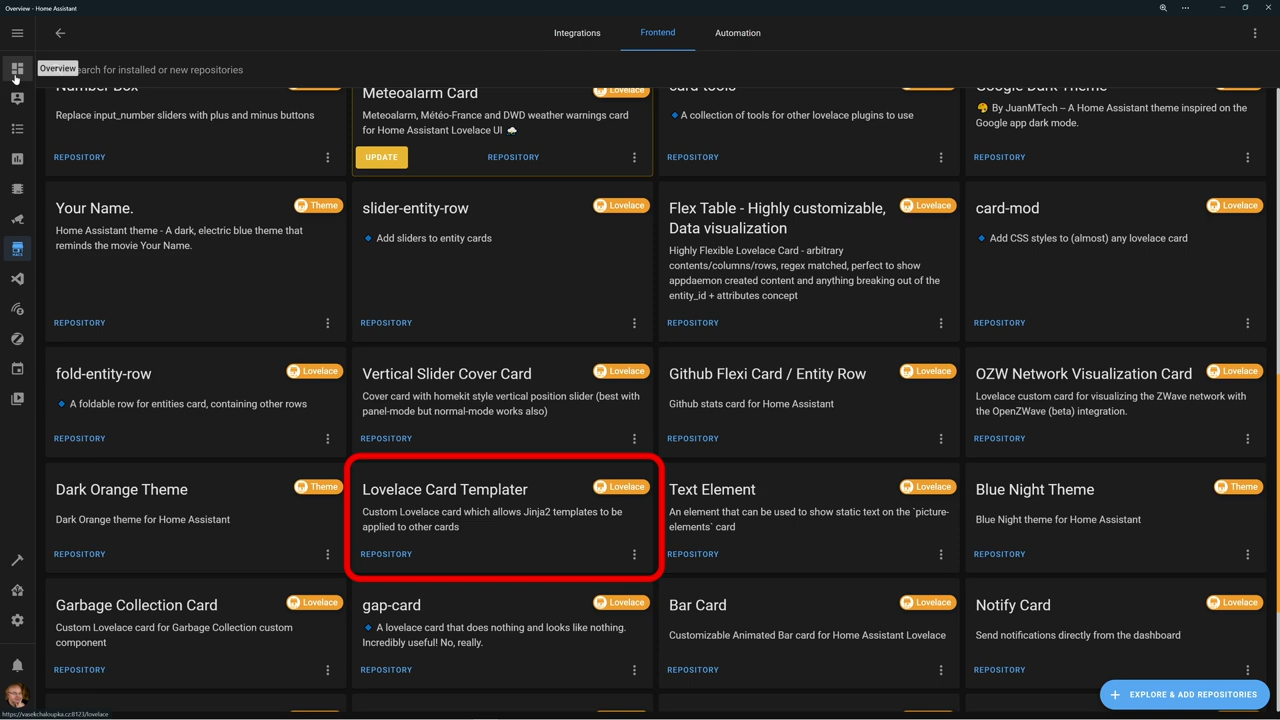 Overview - Home Assistant
Integrations
Frontend
Automation
Overview
earch for installed or new repositories
Number Box
Replace input_number sliders with plus and minus buttons
REPOSITORY
Meteoalarm Card
Lovelace
Meteoalarm, Météo-France and DWD weather warnings card
for Home Assistant Lovelace UI
UPDATE
REPOSITORY
card-tools
A collection of tools for other lovelace plugins to use
REPOSITORY
Google Dark Theme
By JuanMTech – A Home Assistant theme inspired on the
Google app dark mode.
REPOSITORY
Your Name.
Theme
Home Assistant theme - A dark, electric blue theme that
reminds the movie Your Name.
REPOSITORY
slider-entity-row
Lovelace
Add sliders to entity cards
REPOSITORY
Flex Table - Highly customizable,
Data visualization
Lovelace
Highly Flexible Lovelace Card - arbitrary
contents/columns/rows, regex matched, perfect to show
appdaemon created content and anything breaking out of the
entity_id + attributes concept
REPOSITORY
card-mod
Lovelace
Add CSS styles to (almost) any lovelace card
REPOSITORY
fold-entity-row
Lovelace
A foldable row for entities card, containing other rows
REPOSITORY
Vertical Slider Cover Card
Lovelace
Cover card with homekit style vertical position slider (best with
panel-mode but normal-mode works also)
REPOSITORY
Github Flexi Card / Entity Row
Lovelace
Github stats card for Home Assistant
REPOSITORY
OZW Network Visualization Card
Lovelace
Lovelace custom card for visualizing the ZWave network with
the OpenZWave (beta) integration.
REPOSITORY
Dark Orange Theme
Theme
Dark Orange theme for Home Assistant
REPOSITORY
Lovelace Card Templater
Lovelace
Custom Lovelace card which allows Jinja2 templates to be
applied to other cards
REPOSITORY
Text Element
Lovelace
An element that can be used to show static text on the `picture-
elements` card
REPOSITORY
Blue Night Theme
Theme
Blue Night theme for Home Assistant
REPOSITORY
Garbage Collection Card
Lovelace
Custom Lovelace card for Garbage Collection custom
component
REPOSITORY
gap-card
Lovelace
A lovelace card that does nothing and looks like nothing.
Incredibly useful! No, really.
REPOSITORY
Bar Card
Lovelace
Customizable Animated Bar card for Home Assistant Lovelace
REPOSITORY
Notify Card
Lovelace
Send notifications directly from the dashboard
REPOSITORY
EXPLORE & ADD REPOSITORIES
https://vasekchaloupka.cz:8123/lovelace